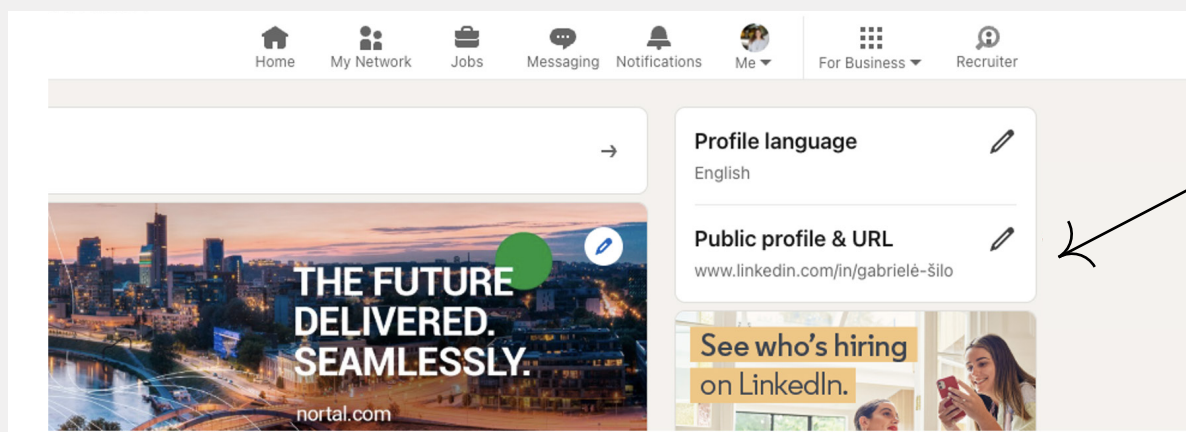 Home
My Network
Jobs
Messaging
Notifications
Me
For Business
Recruiter
Profile language
English
Public profile & URL
www.linkedin.com/in/gabrielė-šilo
THE FUTURE
DELIVERED.
SEAMLESSLY.
nortal.com
See who's hiring
on LinkedIn.